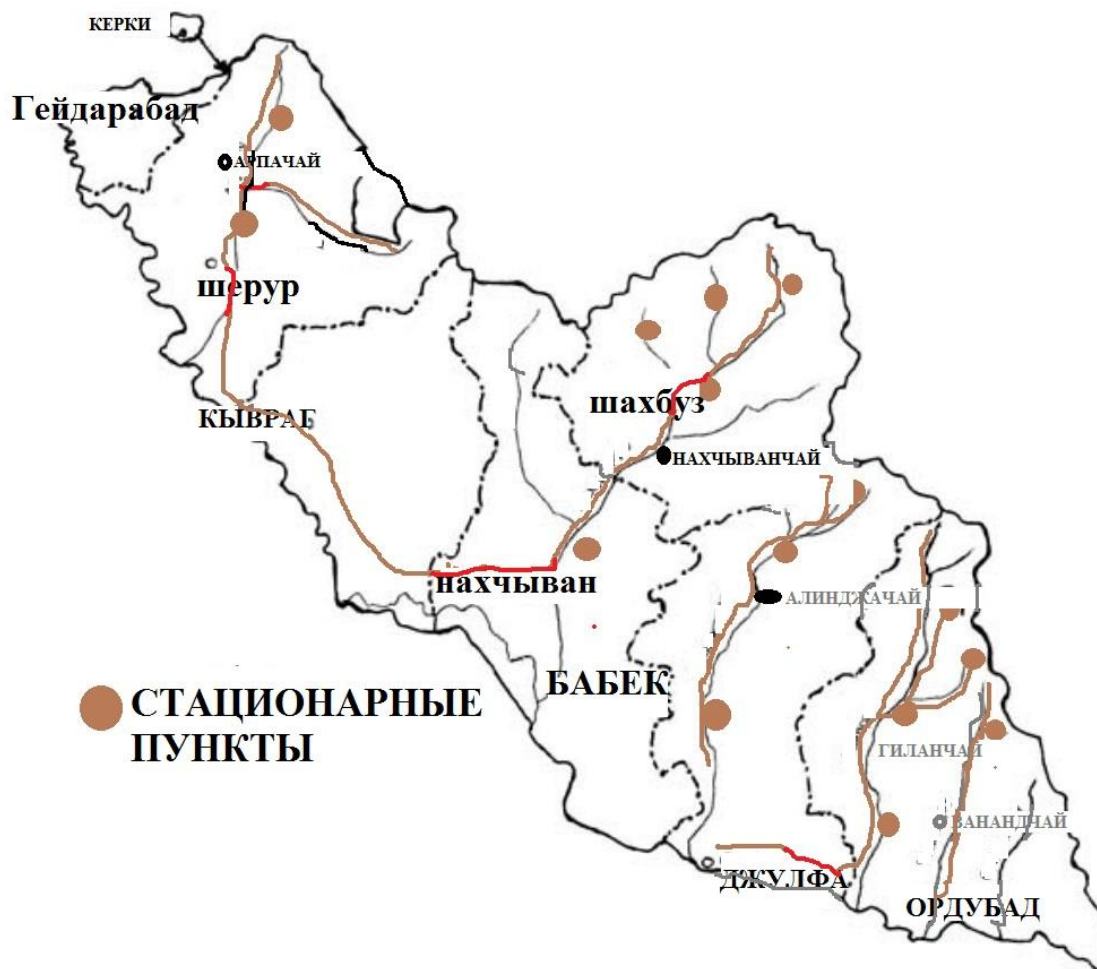 КЕРКИ
Гейдарабад
АРПАЧАЙ
шерур
КЫВРАГ
шахбуз
НАХЧЫВАНЧАЙ
нахчыван
АЛИНДЖАЧАЙ
БАБЕК
СТАЦИОНАРНЫЕ
ПУНКТЫ
ГИЛАНЧАЙ
ВАНАНДЧАЙ
ДЖУЛФА
ОРДУБАД